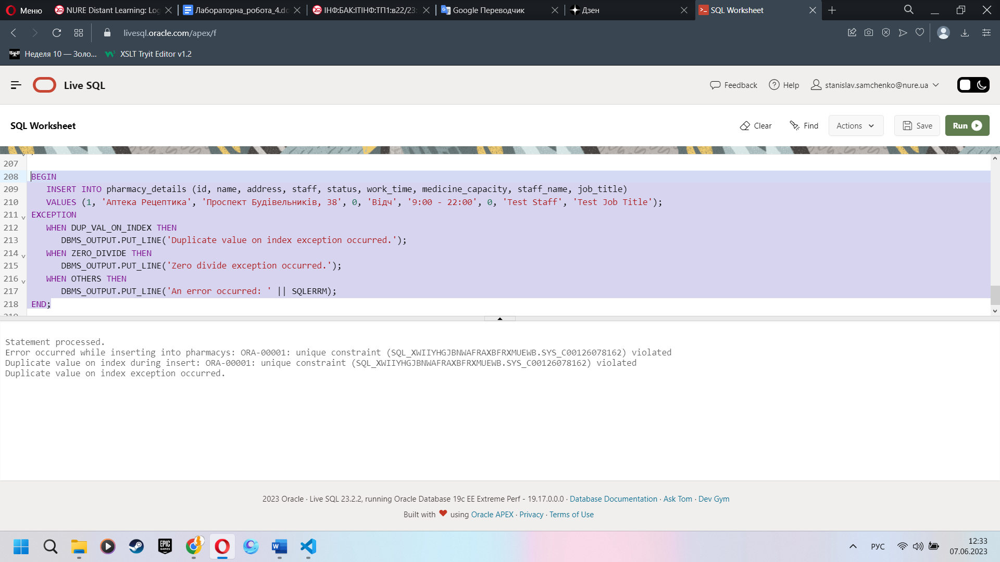 Меню
NURE Distant Learning: Log
Лабораторна_робота_4.do
ІНФ:БАК:ІТІНФ:ТП1:в22/23:
Google Переводчик
Дзен
SQL Worksheet
livesql.oracle.com/apex/f
Неделя 10 — Золо...
XSLT Tryit Editor v1.2
Live SQL
Feedback
Help
stanislav.samchenko@nure.ua
SQL Worksheet
Clear
Find
Actions
Save
Run
207
208 BEGIN
209 INSERT INTO pharmacy_details (id, name, address, staff, status, work_time, medicine_capacity, staff_name, job_title)
210 VALUES (1, 'Аптека Рецептика', 'Проспект Будівельників, 38', 0, 'Відч', '9:00 - 22:00', 0, 'Test Staff', 'Test Job Title');
211 EXCEPTION
212 WHEN DUP_VAL_ON_INDEX THEN
213 DBMS_OUTPUT.PUT_LINE('Duplicate value on index exception occurred.');
214 WHEN ZERO_DIVIDE THEN
215 DBMS_OUTPUT.PUT_LINE('Zero divide exception occurred.');
216 WHEN OTHERS THEN
217 DBMS_OUTPUT.PUT_LINE('An error occurred: ' || SQLERRM);
218 END;
Statement processed.
Error occurred while inserting into pharmacys: ORA-00001: unique constraint (SQL_XWIIYHGJBNWAFRAXBFRXMUEWB.SYS_C00126078162) violated
Duplicate value on index during insert: ORA-00001: unique constraint (SQL_XWIIYHGJBNWAFRAXBFRXMUEWB.SYS_C00126078162) violated
Duplicate value on index exception occurred.
2023 Oracle · Live SQL 23.2.2, running Oracle Database 19c EE Extreme Perf - 19.17.0.0.0 · Database Documentation · Ask Tom · Dev Gym
Built with ❤ using Oracle APEX · Privacy · Terms of Use
EPIC GAMES
РУС
12:33
07.06.2023